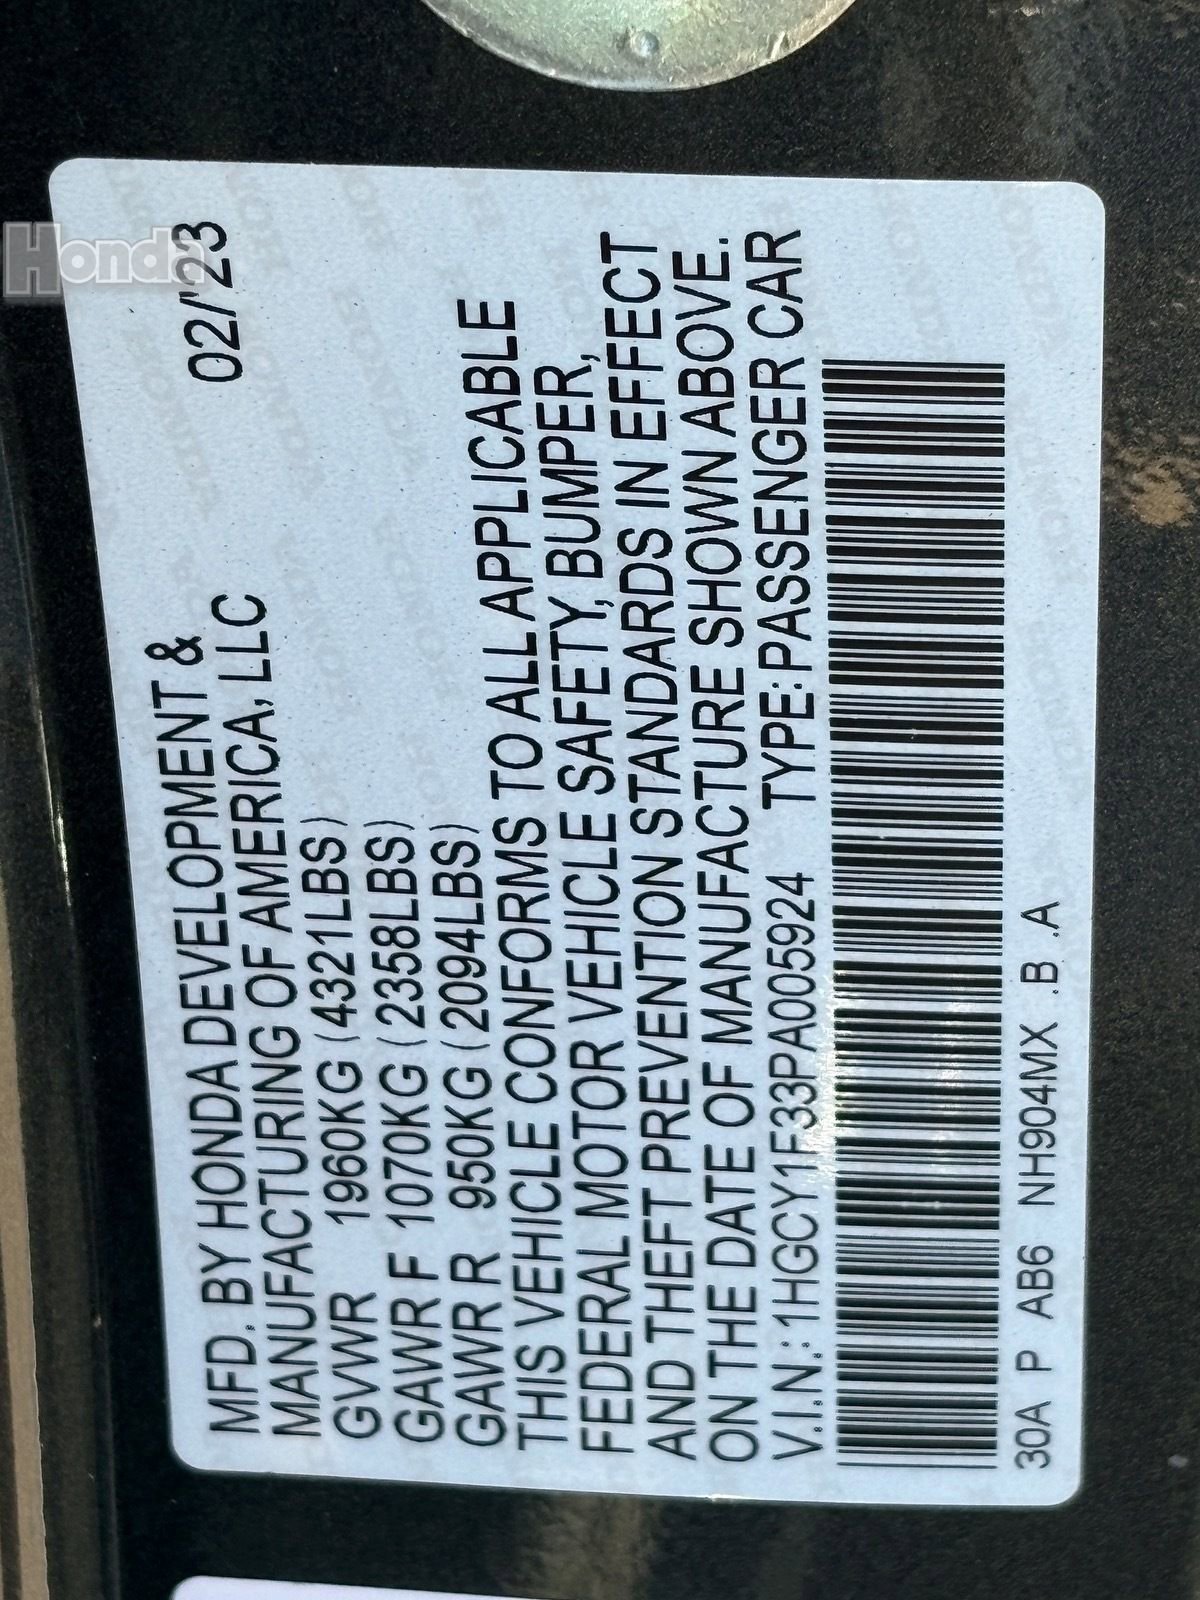 Honda
02/'23
MFD. BY HONDA DEVELOPMENT &
MANUFACTURING OF AMERICA, LLC
GVWR 1960KG (4321LBS)
GAWR F 1070KG (2358LBS)
GAWR R 950KG (2094LBS)
THIS VEHICLE CONFORMS TO ALL APPLICABLE
FEDERAL MOTOR VEHICLE SAFETY, BUMPER,
AND THEFT PREVENTION STANDARDS IN EFFECT
ON THE DATE OF MANUFACTURE SHOWN ABOVE.
V.I.N.: 1HGCY1F33PA005924 TYPE: PASSENGER CAR
30A P AB6 NH904MX .B .A